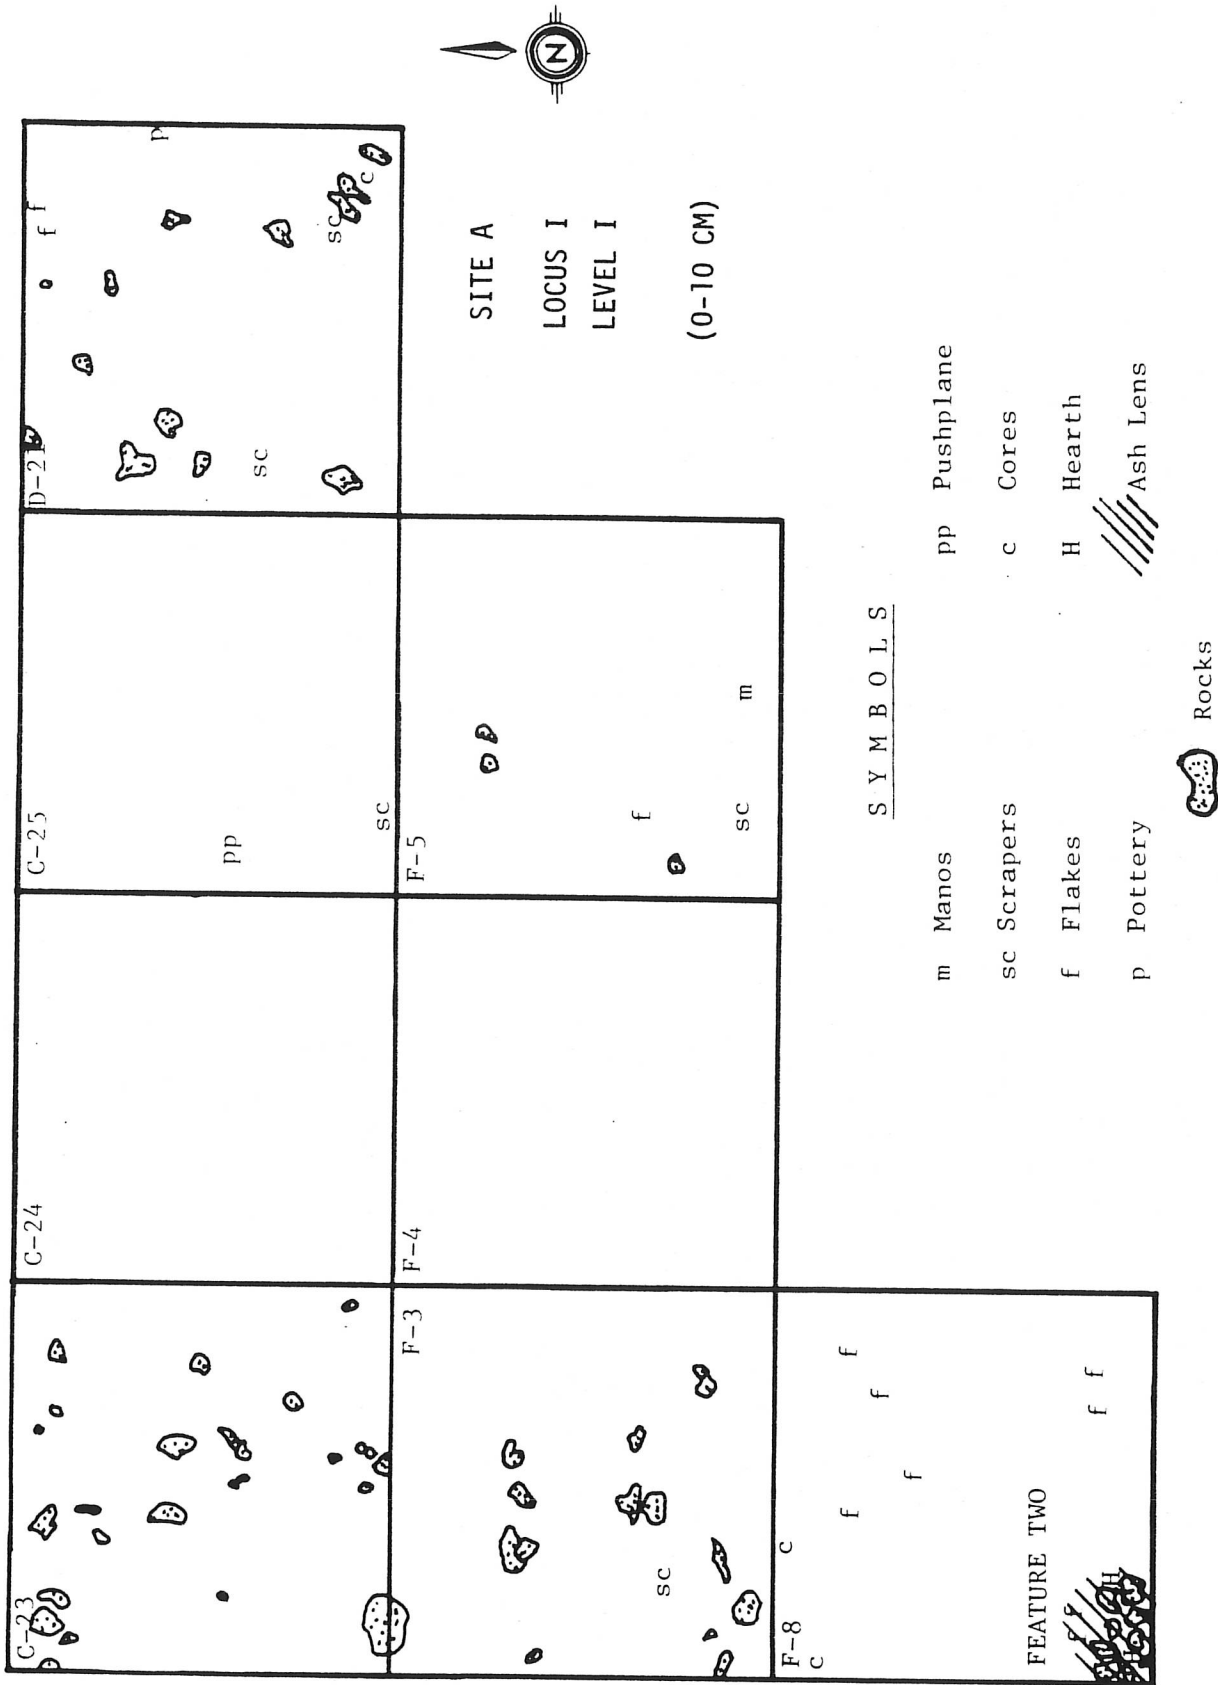 C-23
C-24
C-25
D-21
f f
p
pp
sc
sc
sc
c
F-3
F-4
F-5
sc
f
sc
m
F-8
c
c
f
f
f
f
FEATURE TWO
f f
f f
H
H
N
SITE A
LOCUS I
LEVEL I
(0-10 CM)
SYMBOLS
m Manos
pp Pushplane
sc Scrapers
c Cores
f Flakes
H Hearth
p Pottery
Ash Lens
Rocks